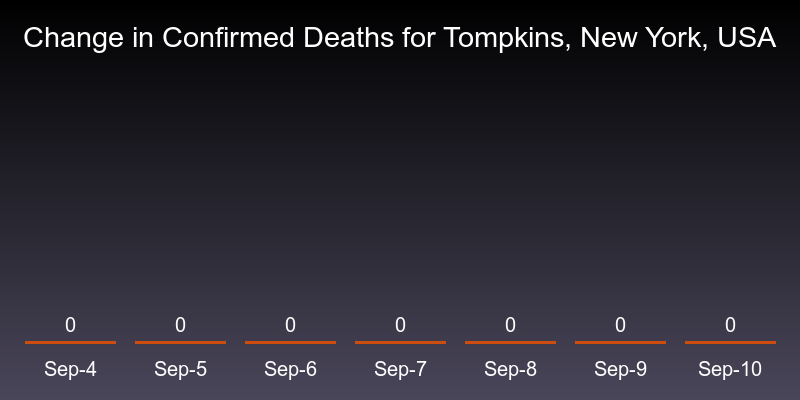 Change in Confirmed Deaths for Tompkins, New York, USA
0 0 0 0 0 0 0
Sep-4 Sep-5 Sep-6 Sep-7 Sep-8 Sep-9 Sep-10